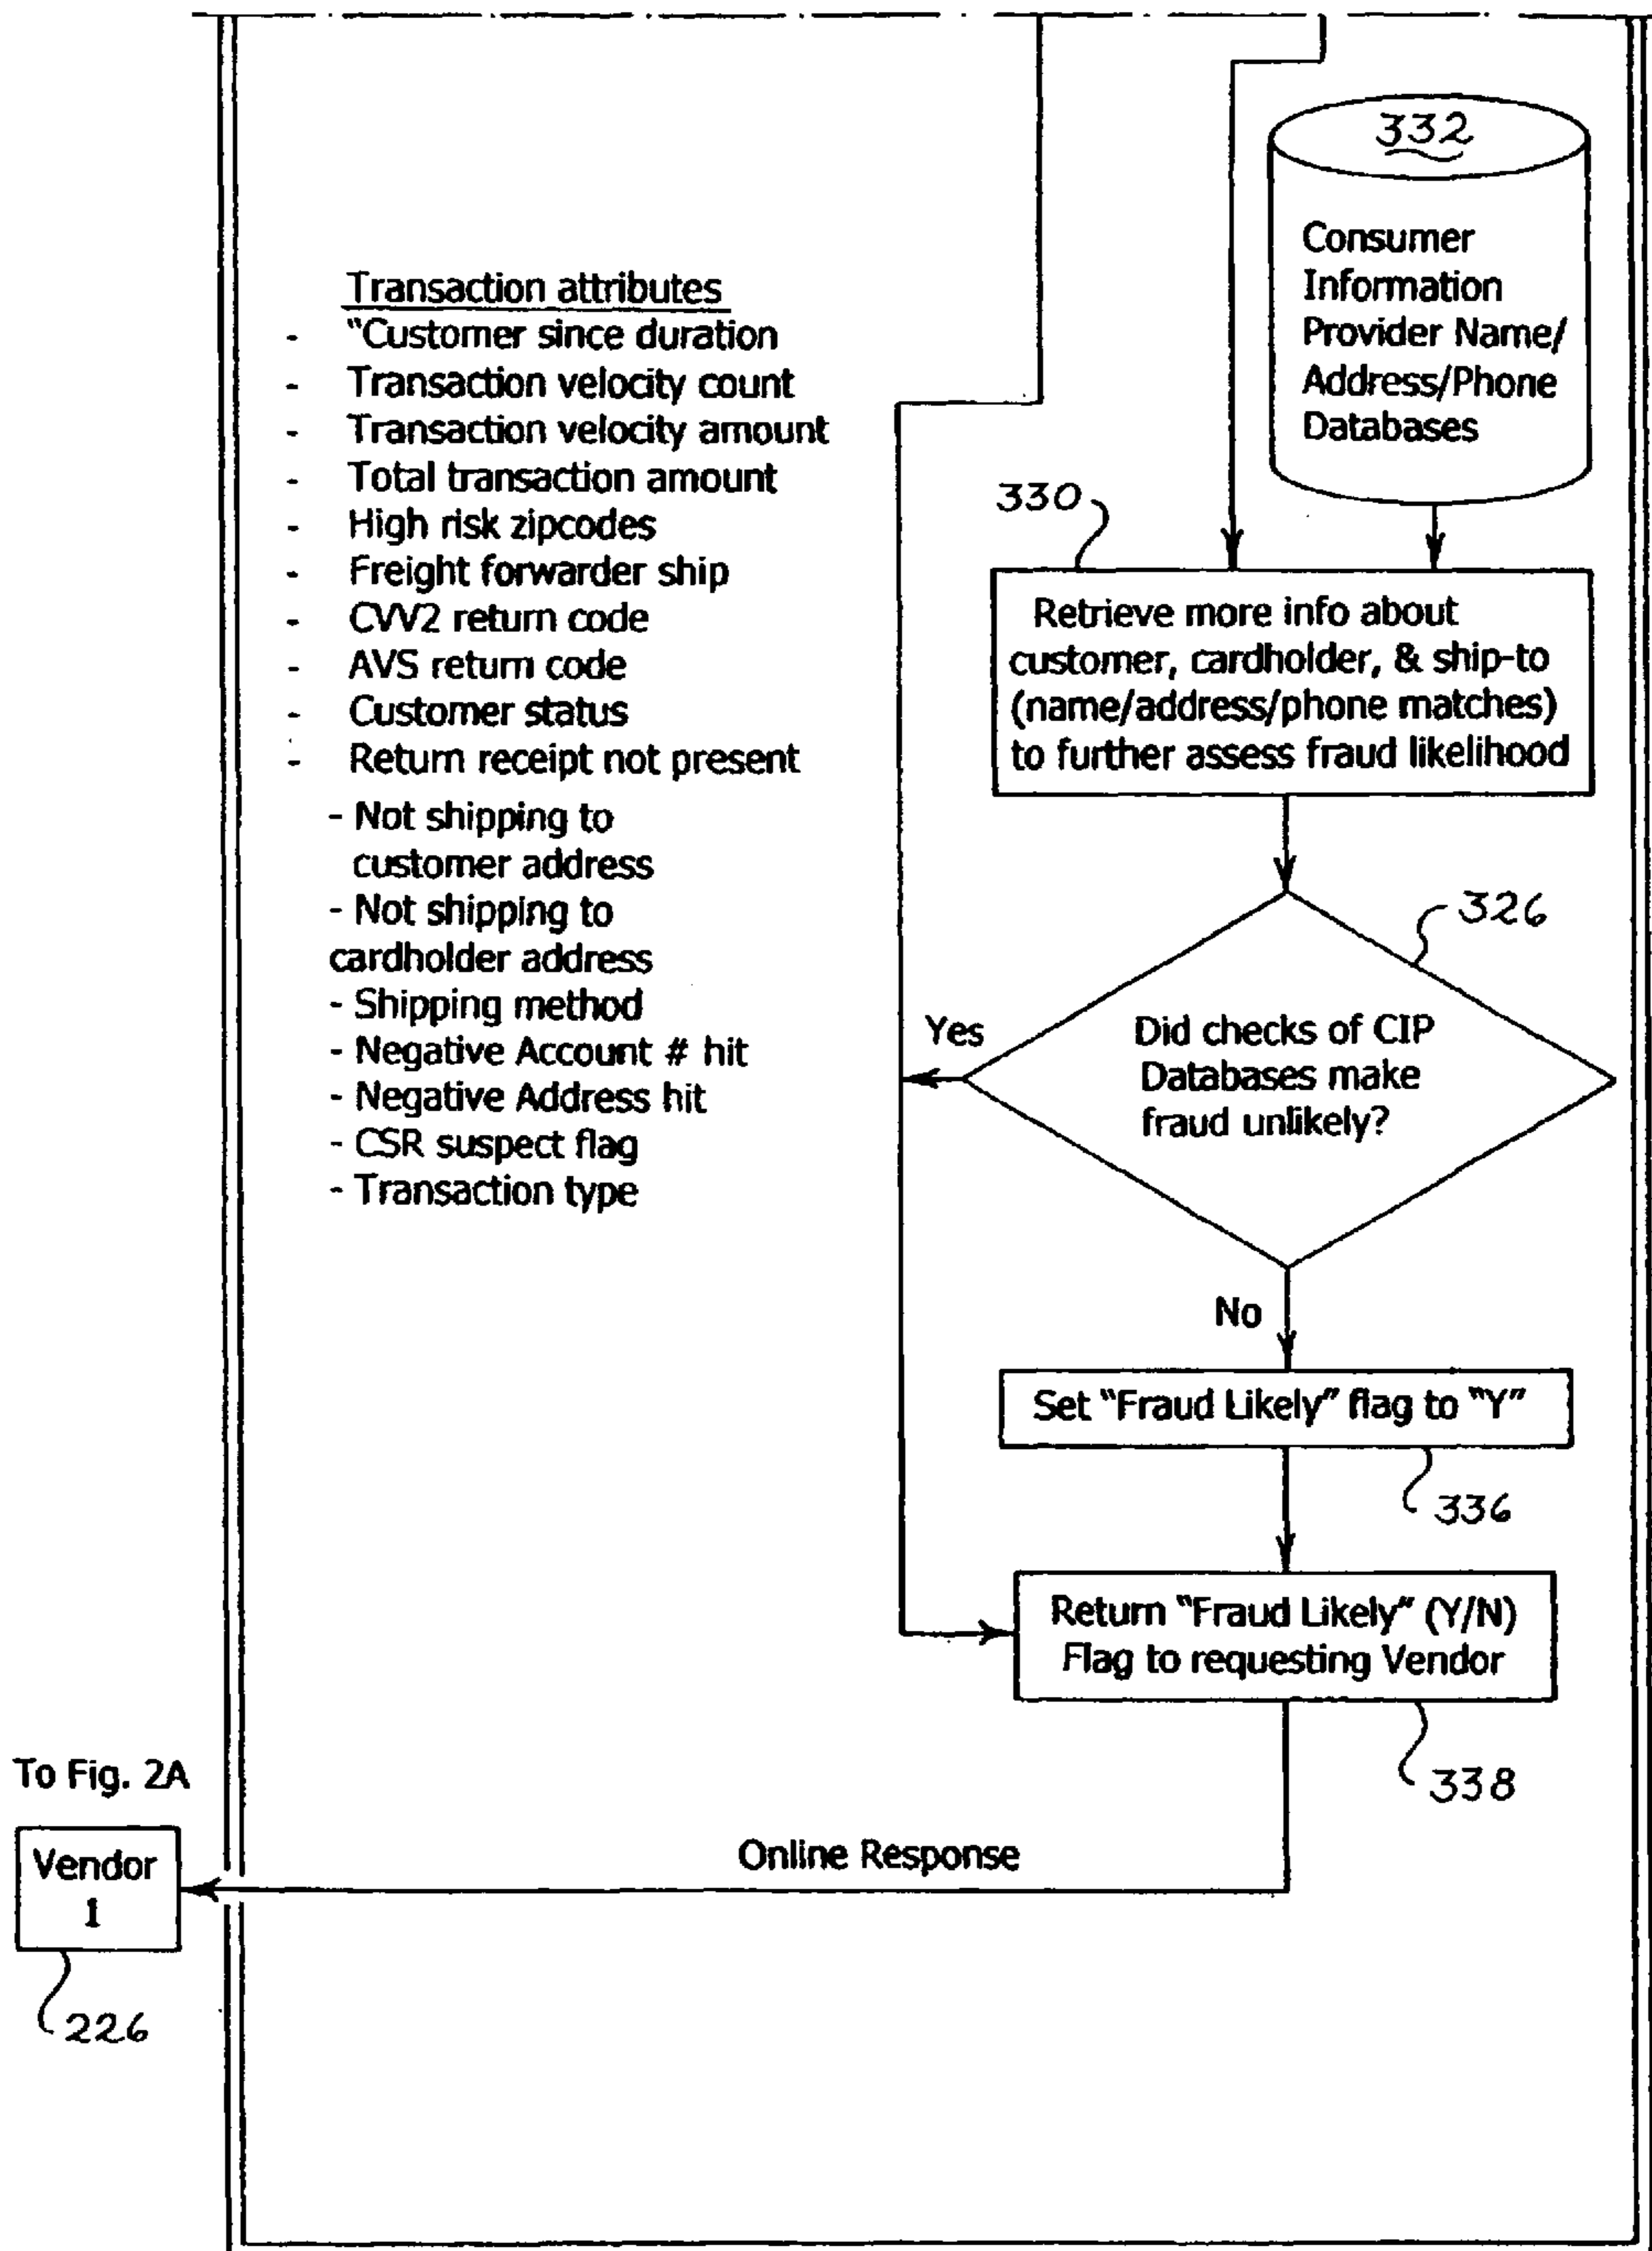 332
Consumer
Information
Provider Name/
Address/Phone
Databases
Transaction attributes
- "Customer since duration
- Transaction velocity count
- Transaction velocity amount
- Total transaction amount
- High risk zipcodes
- Freight forwarder ship
- CVV2 return code
- AVS return code
- Customer status
- Return receipt not present
- Not shipping to
customer address
- Not shipping to
cardholder address
- Shipping method
- Negative Account # hit
- Negative Address hit
- CSR suspect flag
- Transaction type
330
Retrieve more info about
customer, cardholder, & ship-to
(name/address/phone matches)
to further assess fraud likelihood
326
Yes
Did checks of CIP
Databases make
fraud unlikely?
No
Set "Fraud Likely" flag to "Y"
336
Return "Fraud Likely" (Y/N)
Flag to requesting Vendor
338
To Fig. 2A
Vendor
1
Online Response
226